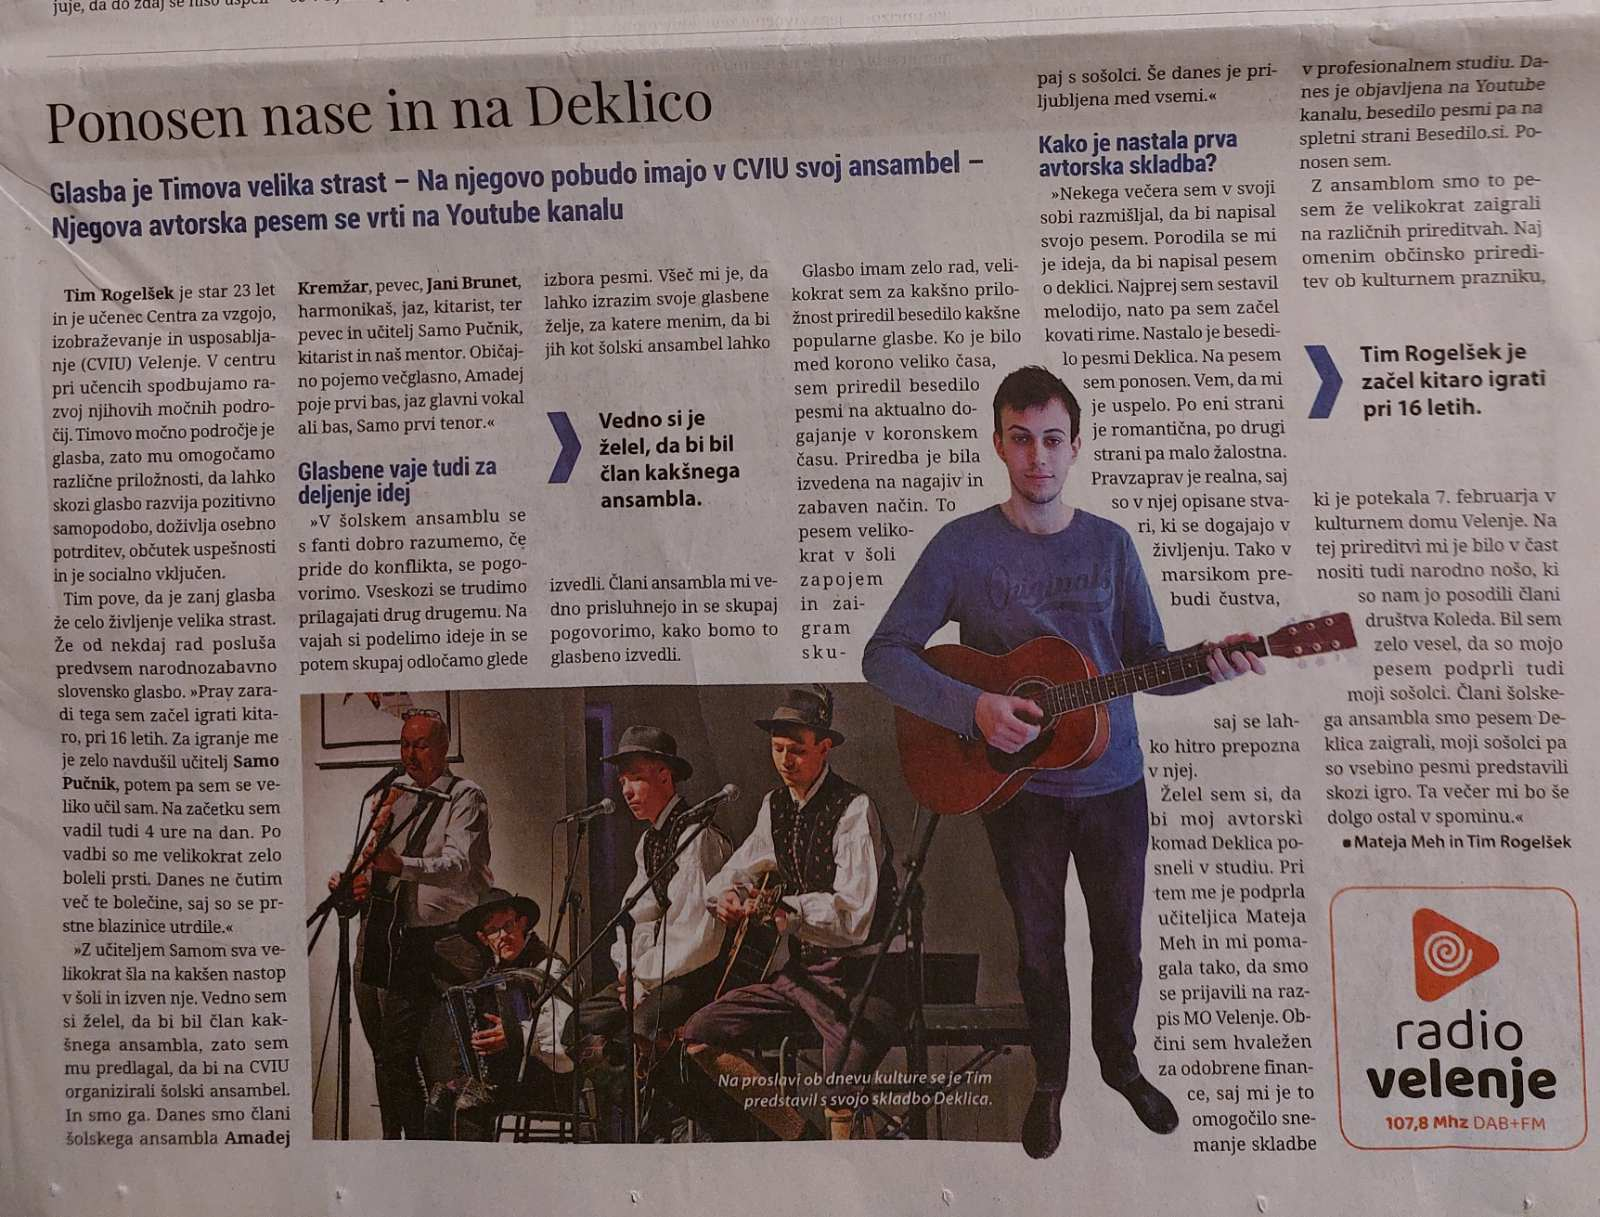 juje, da do zdaj se niso uspeli
Ponosen nase in na Deklico
Glasba je Timova velika strast – Na njegovo pobudo imajo v CVIU svoj ansambel –
Njegova avtorska pesem se vrti na Youtube kanalu
Tim Rogelšek je star 23 let
in je učenec Centra za vzgojo,
izobraževanje in usposablja-
nje (CVIU) Velenje. V centru
pri učencih spodbujamo ra-
zvoj njihovih močnih podro-
čij. Timovo močno področje je
glasba, zato mu omogočamo
različne priložnosti, da lahko
skozi glasbo razvija pozitivno
samopodobo, doživlja osebno
potrditev, občutek uspešnosti
in je socialno vključen.
Tim pove, da je zanj glasba
že celo življenje velika strast.
Že od nekdaj rad posluša
predvsem narodnozabavno
slovensko glasbo. »Prav zara-
di tega sem začel igrati kita-
ro, pri 16 letih. Za igranje me
je zelo navdušil učitelj Samo
Pučnik, potem pa sem se ve-
liko učil sam. Na začetku sem
vadil tudi 4 ure na dan. Po
vadbi so me velikokrat zelo
boleli prsti. Danes ne čutim
več te bolečine, saj so se pr-
stne blazinice utrdile.«
»Z učiteljem Samom sva ve-
likokrat šla na kakšen nastop
v šoli in izven nje. Vedno sem
si želel, da bi bil član kak-
šnega ansambla, zato sem
mu predlagal, da bi na CVIU
organizirali šolski ansambel.
In smo ga. Danes smo člani
šolskega ansambla Amadej
Kremžar, pevec, Jani Brunet,
harmonikaš, jaz, kitarist, ter
pevec in učitelj Samo Pučnik,
kitarist in naš mentor. Običaj-
no pojemo večglasno, Amadej
poje prvi bas, jaz glavni vokal
ali bas, Samo prvi tenor.«
Glasbene vaje tudi za
deljenje idej
»V šolskem ansamblu se
s fanti dobro razumemo, če
pride do konflikta, se pogo-
vorimo. Vseskozi se trudimo
prilagajati drug drugemu. Na
vajah si podelimo ideje in se
potem skupaj odločamo glede
izbora pesmi. Všeč mi je, da
lahko izrazim svoje glasbene
želje, za katere menim, da bi
jih kot šolski ansambel lahko
Vedno si je
želel, da bi bil
član kakšnega
ansambla.
izvedli. Člani ansambla mi ve-
dno prisluhnejo in se skupaj
pogovorimo, kako bomo to
glasbeno izvedli.
Glasbo imam zelo rad, veli-
kokrat sem za kakšno prilo-
žnost priredil besedilo kakšne
popularne glasbe. Ko je bilo
med korono veliko časa,
sem priredil besedilo
pesmi na aktualno do-
gajanje v koronskem
času. Priredba je bila
izvedena na nagajiv in
zabaven način. To
pesem veliko-
krat v šoli
zapojem
in zai-
gram
sku-
paj s sošolci. Še danes je pri-
ljubljena med vsemi.«
Kako je nastala prva
avtorska skladba?
»Nekega večera sem v svoji
sobi razmišljal, da bi napisal
svojo pesem. Porodila se mi
je ideja, da bi napisal pesem
o deklici. Najprej sem sestavil
melodijo, nato pa sem začel
kovati rime. Nastalo je besedi-
lo pesmi Deklica. Na pesem
sem ponosen. Vem, da mi
je uspelo. Po eni strani
je romantična, po drugi
strani pa malo žalostna.
Pravzaprav je realna, saj
so v njej opisane stva-
ri, ki se dogajajo v
življenju. Tako v
marsikom pre-
budi čustva,
saj se lah-
ko hitro prepozna
v njej.
Želel sem si, da
bi moj avtorski
komad Deklica po-
sneli v studiu. Pri
tem me je podprla
učiteljica Mateja
Meh in mi poma-
gala tako, da smo
se prijavili na raz-
pis MO Velenje. Ob-
čini sem hvaležen
za odobrene finan-
ce, saj mi je to
omogočilo sne-
manje skladbe
v profesionalnem studiu. Da-
nes je objavljena na Youtube
kanalu, besedilo pesmi pa na
spletni strani Besedilo.si. Po-
nosen sem.
Z ansamblom smo to pe-
sem že velikokrat zaigrali
na različnih prireditvah. Naj
omenim občinsko priredi-
tev ob kulturnem prazniku,
Tim Rogelšek je
začel kitaro igrati
pri 16 letih.
ki je potekala 7. februarja v
kulturnem domu Velenje. Na
tej prireditvi mi je bilo v čast
nositi tudi narodno nošo, ki
so nam jo posodili člani
društva Koleda. Bil sem
zelo vesel, da so mojo
pesem podprli tudi
moji sošolci. Člani šolske-
ga ansambla smo pesem De-
klica zaigrali, moji sošolci pa
so vsebino pesmi predstavili
skozi igro. Ta večer mi bo še
dolgo ostal v spominu.«
Mateja Meh in Tim Rogelšek
Originals
Na proslavi ob dnevu kulture se je Tim
predstavil s svojo skladbo Deklica.
radio
velenje
107,8 Mhz DAB+FM